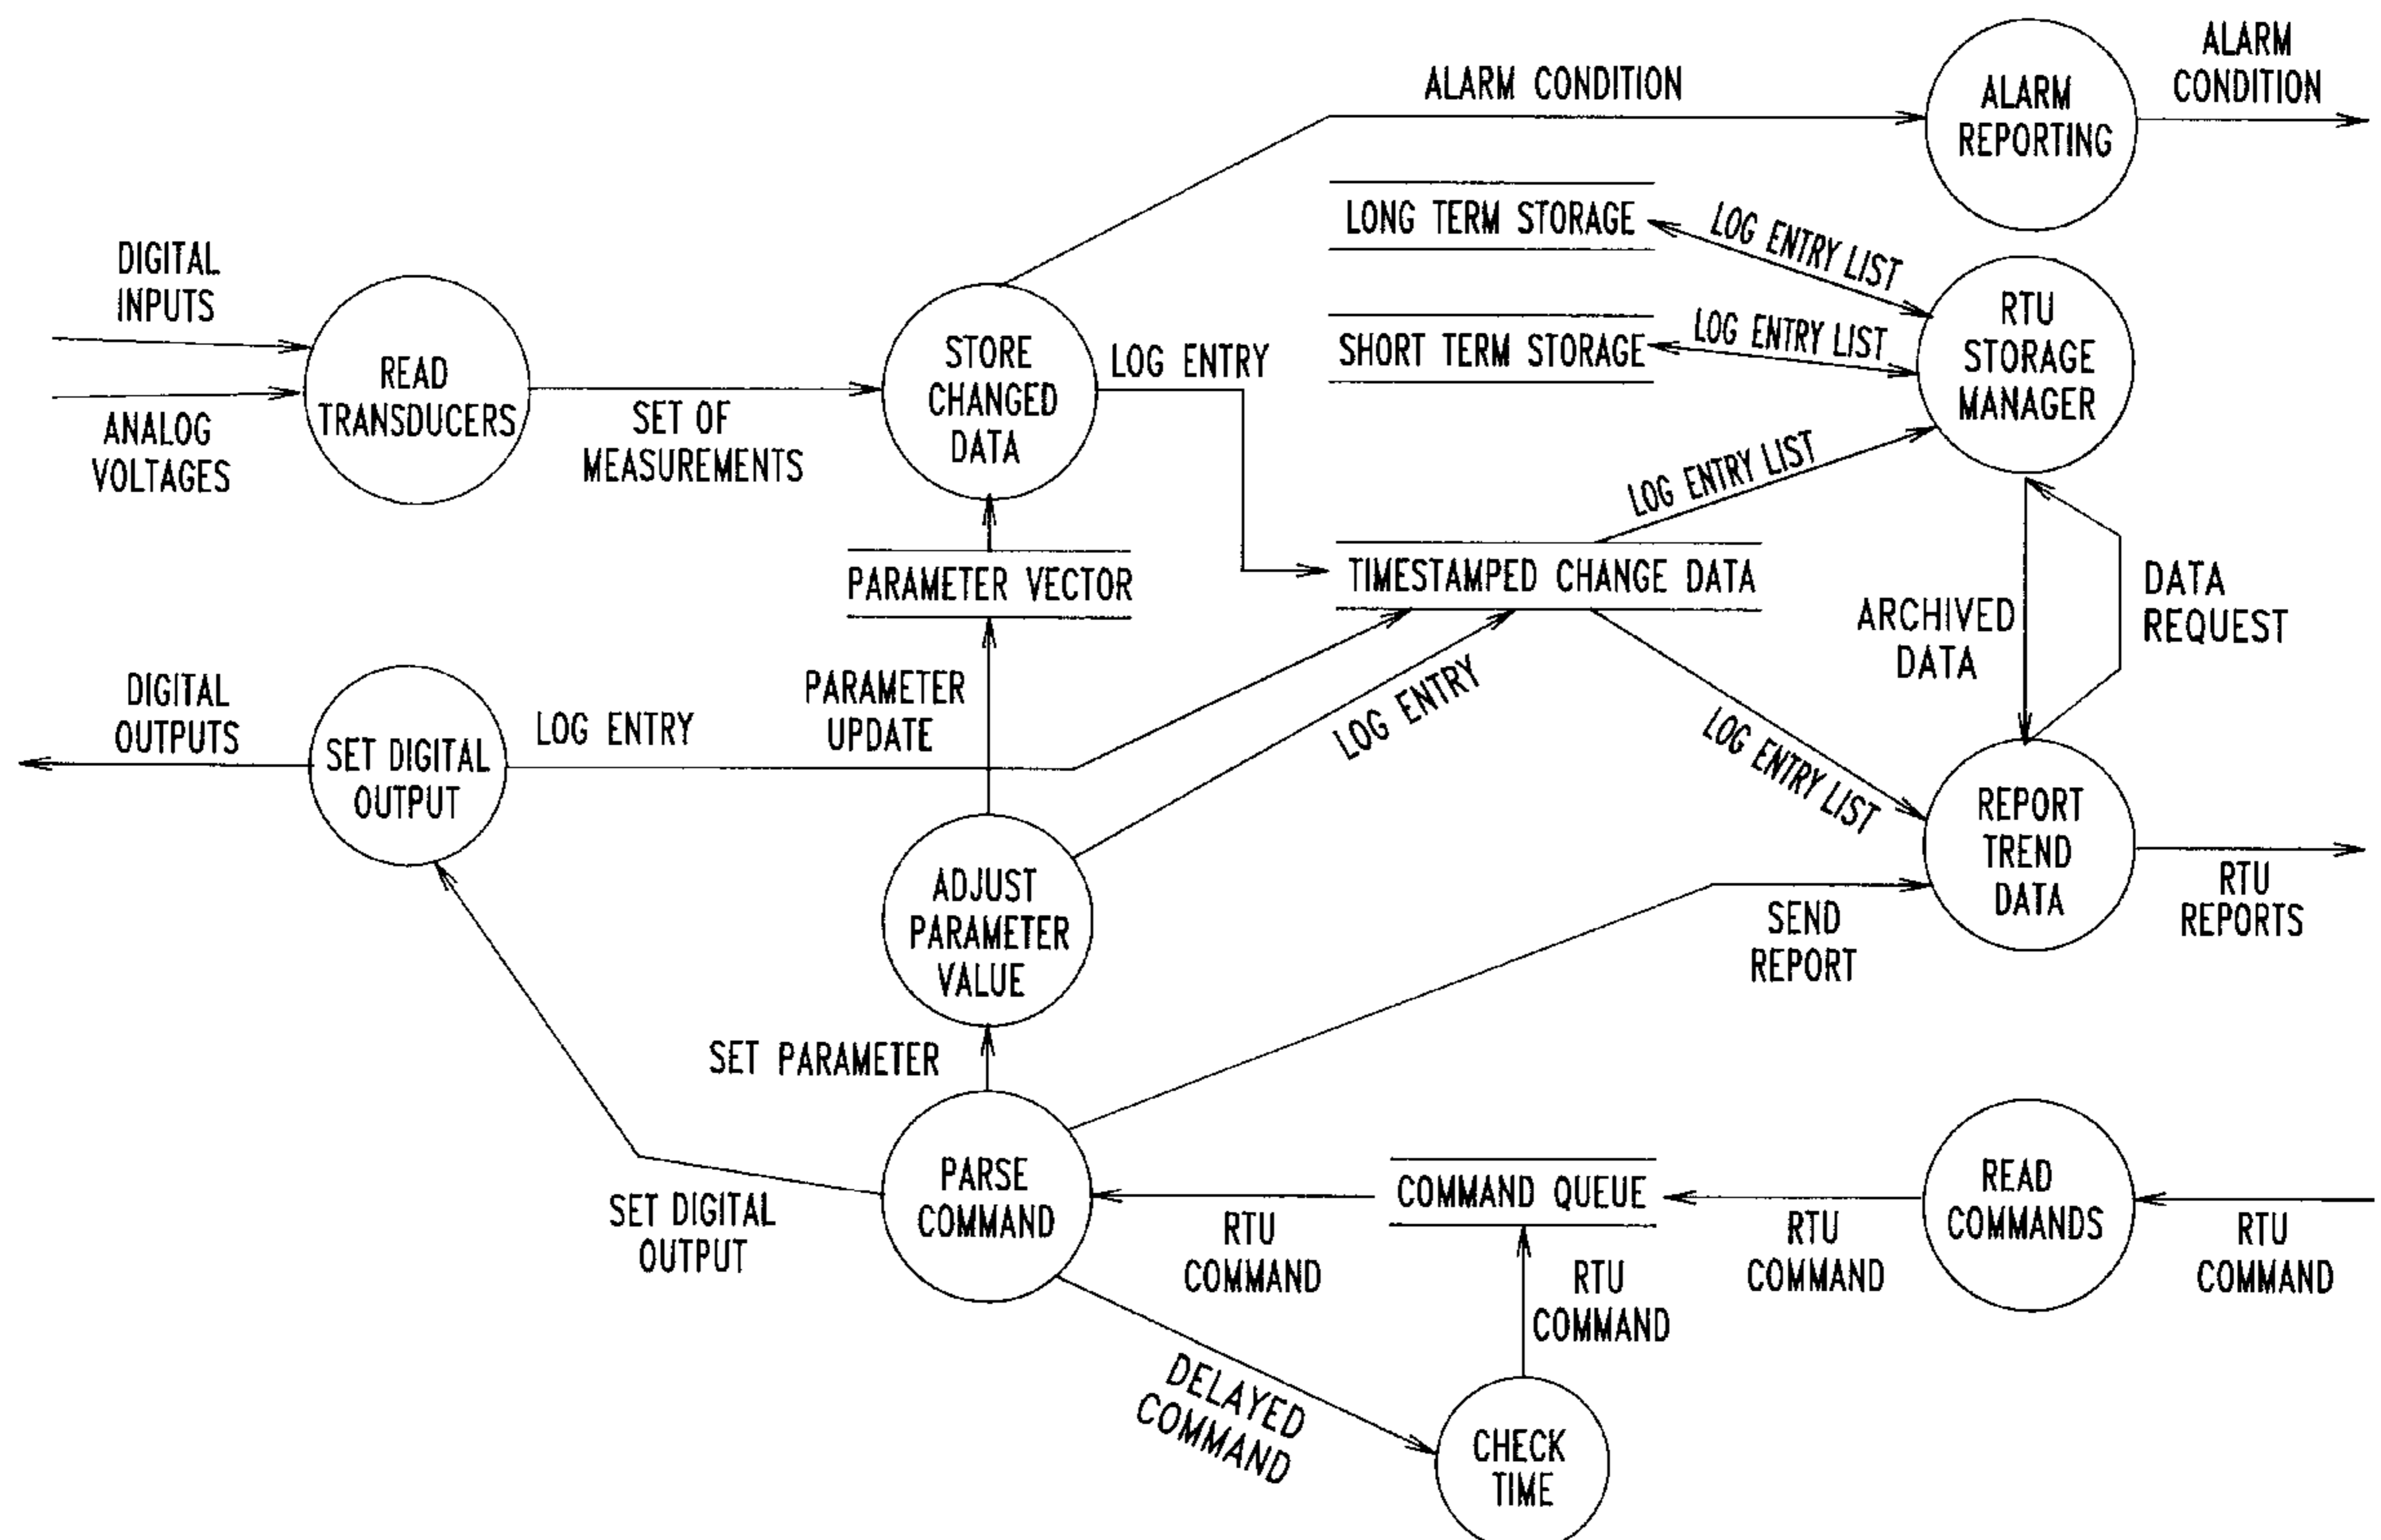 ALARM CONDITION
ALARM
REPORTING
ALARM
CONDITION
LONG TERM STORAGE
LOG ENTRY LIST
DIGITAL
INPUTS
ANALOG
VOLTAGES
READ
TRANSDUCERS
SET OF
MEASUREMENTS
STORE
CHANGED
DATA
LOG ENTRY
SHORT TERM STORAGE
LOG ENTRY LIST
RTU
STORAGE
MANAGER
LOG ENTRY LIST
PARAMETER VECTOR
TIMESTAMPED CHANGE DATA
ARCHIVED
DATA
DATA
REQUEST
DIGITAL
OUTPUTS
SET DIGITAL
OUTPUT
LOG ENTRY
PARAMETER
UPDATE
LOG ENTRY
LOG ENTRY LIST
REPORT
TREND
DATA
RTU
REPORTS
ADJUST
PARAMETER
VALUE
SEND
REPORT
SET PARAMETER
SET DIGITAL
OUTPUT
PARSE
COMMAND
RTU
COMMAND
COMMAND QUEUE
RTU
COMMAND
READ
COMMANDS
RTU
COMMAND
RTU
COMMAND
DELAYED
COMMAND
CHECK
TIME